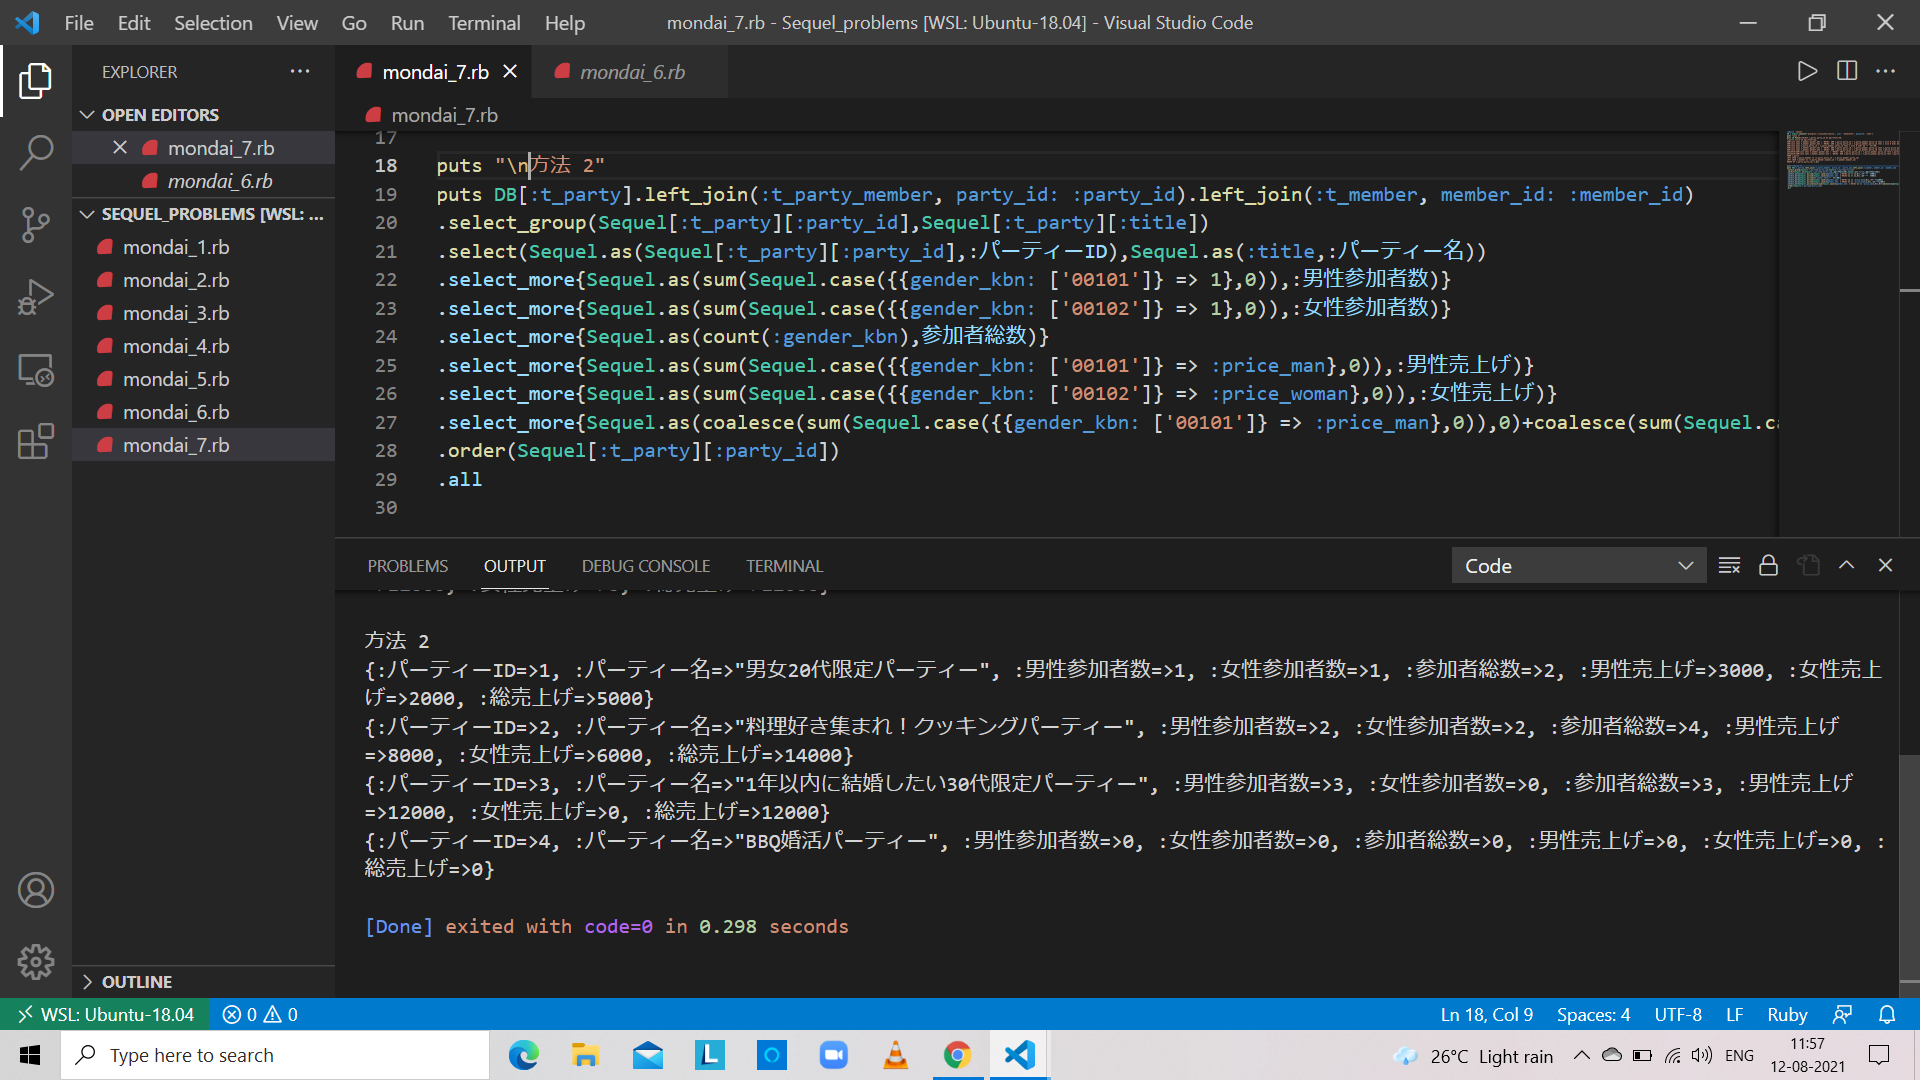 File Edit Selection View Go Run Terminal Help
mondai_7.rb - Sequel_problems [WSL: Ubuntu-18.04] - Visual Studio Code
EXPLORER
OPEN EDITORS
mondai_7.rb
mondai_6.rb
SEQUEL_PROBLEMS [WSL: ...
mondai_1.rb
mondai_2.rb
mondai_3.rb
mondai_4.rb
mondai_5.rb
mondai_6.rb
mondai_7.rb
OUTLINE
mondai_7.rb
mondai_6.rb
mondai_7.rb
17
18 puts "\n方法 2"
19 puts DB[:t_party].left_join(:t_party_member, party_id: :party_id).left_join(:t_member, member_id: :member_id)
20 .select_group(Sequel[:t_party][:party_id],Sequel[:t_party][:title])
21 .select(Sequel.as(Sequel[:t_party][:party_id],:パーティーID),Sequel.as(:title,:パーティー名))
22 .select_more{Sequel.as(sum(Sequel.case({{gender_kbn: ['00101']} => 1},0)),:男性参加者数)}
23 .select_more{Sequel.as(sum(Sequel.case({{gender_kbn: ['00102']} => 1},0)),:女性参加者数)}
24 .select_more{Sequel.as(count(:gender_kbn),参加者総数)}
25 .select_more{Sequel.as(sum(Sequel.case({{gender_kbn: ['00101']} => :price_man},0)),:男性売上げ)}
26 .select_more{Sequel.as(sum(Sequel.case({{gender_kbn: ['00102']} => :price_woman},0)),:女性売上げ)}
27 .select_more{Sequel.as(coalesce(sum(Sequel.case({{gender_kbn: ['00101']} => :price_man},0)),0)+coalesce(sum(Sequel.ca
28 .order(Sequel[:t_party][:party_id])
29 .all
30
PROBLEMS OUTPUT DEBUG CONSOLE TERMINAL
Code
方法 2
{:パーティーID=>1, :パーティー名=>"男女20代限定パーティー", :男性参加者数=>1, :女性参加者数=>1, :参加者総数=>2, :男性売上げ=>3000, :女性売上
げ=>2000, :総売上げ=>5000}
{:パーティーID=>2, :パーティー名=>"料理好き集まれ！クッキングパーティー", :男性参加者数=>2, :女性参加者数=>2, :参加者総数=>4, :男性売上げ
=>8000, :女性売上げ=>6000, :総売上げ=>14000}
{:パーティーID=>3, :パーティー名=>"1年以内に結婚したい30代限定パーティー", :男性参加者数=>3, :女性参加者数=>0, :参加者総数=>3, :男性売上げ
=>12000, :女性売上げ=>0, :総売上げ=>12000}
{:パーティーID=>4, :パーティー名=>"BBQ婚活パーティー", :男性参加者数=>0, :女性参加者数=>0, :参加者総数=>0, :男性売上げ=>0, :女性売上げ=>0, :
総売上げ=>0}
[Done] exited with code=0 in 0.298 seconds
WSL: Ubuntu-18.04 0 0
Ln 18, Col 9 Spaces: 4 UTF-8 LF Ruby
Type here to search
26°C Light rain
ENG
11:57
12-08-2021